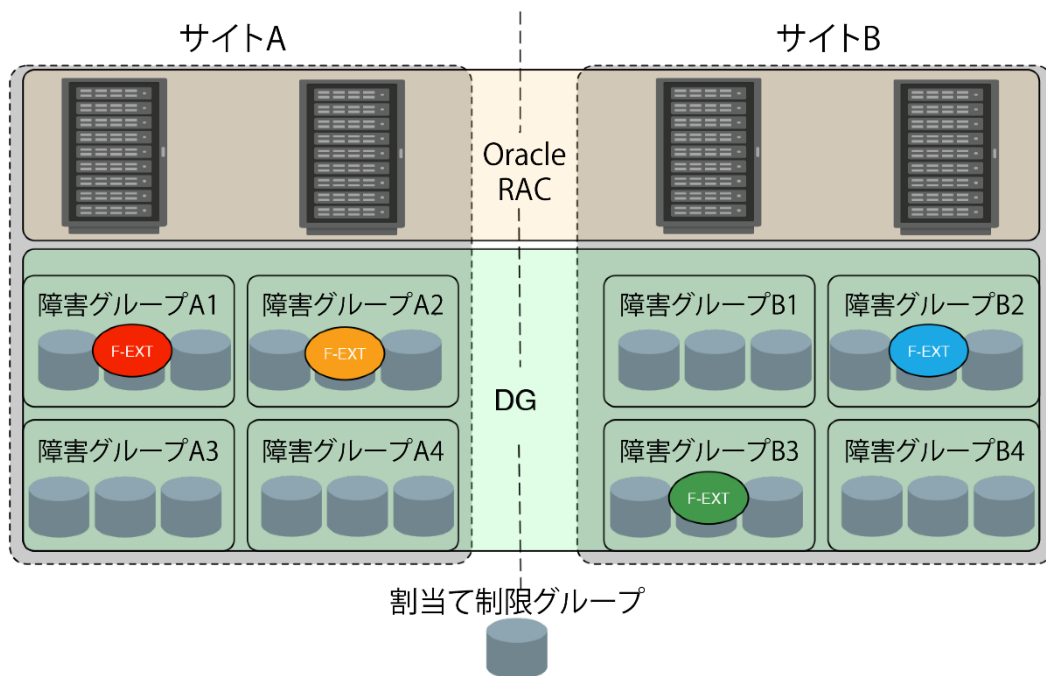 サイトA
サイトB
Oracle
RAC
障害グループA1
障害グループA2
障害グループB1
障害グループB2
F-EXT
F-EXT
F-EXT
DG
障害グループA3
障害グループA4
障害グループB3
障害グループB4
F-EXT
割当て制限グループ